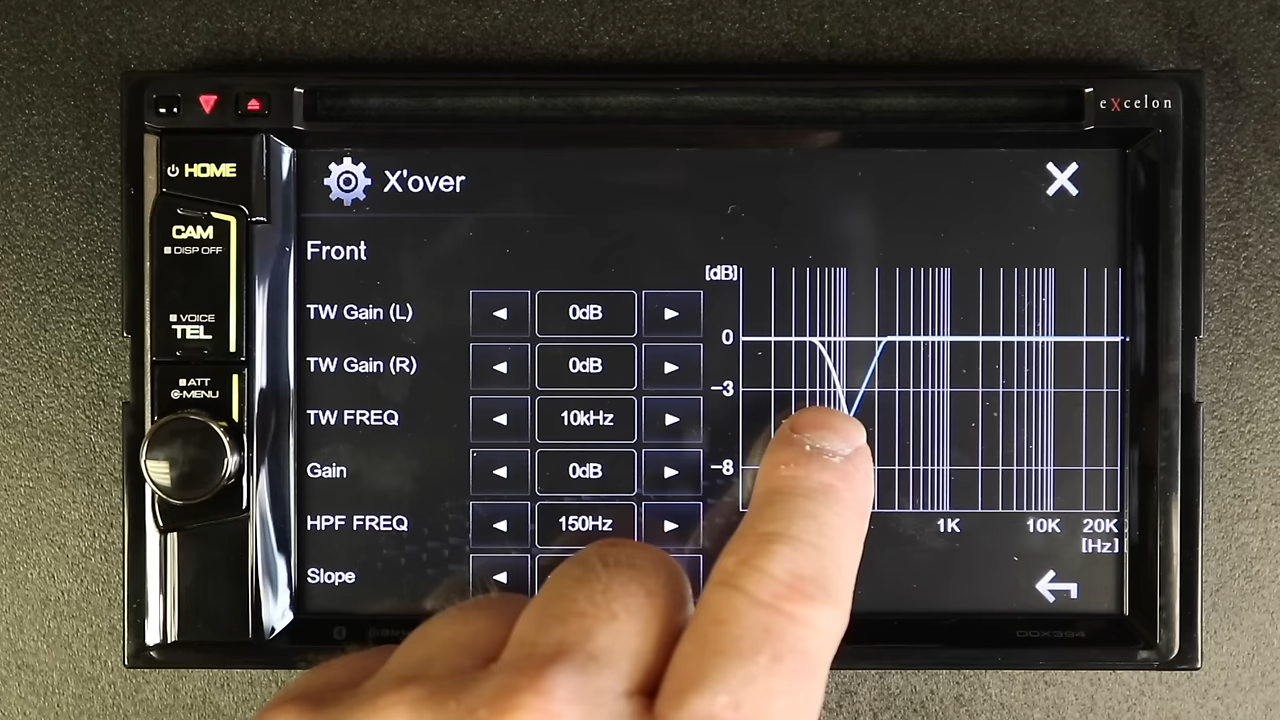 excelon
HOME
CAM
DISP OFF
VOICE
TEL
ATT
MENU
X'over
Front
TW Gain (L) 0dB
TW Gain (R) 0dB
TW FREQ 10kHz
Gain 0dB
HPF FREQ 150Hz
Slope
[dB]
0
-3
-8
1K 10K 20K
[Hz]
DDX394